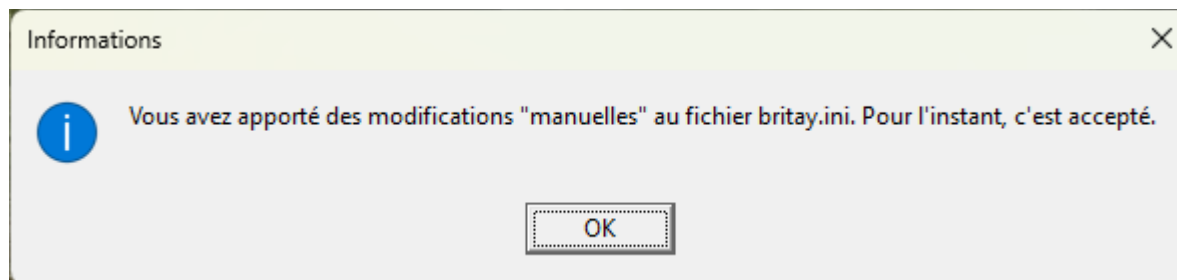 Informations
Vous avez apporté des modifications "manuelles" au fichier britay.ini. Pour l'instant, c'est accepté.
OK